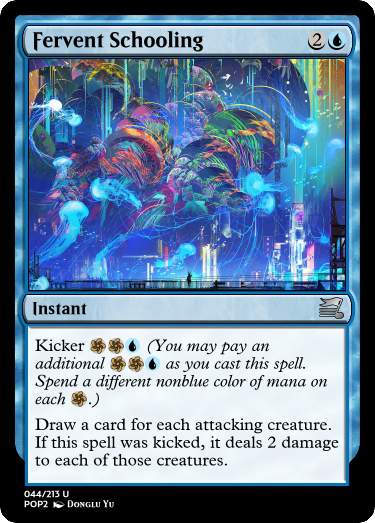 Fervent Schooling 2
Instant
Kicker (You may pay an
additional as you cast this spell.
Spend a different nonblue color of mana on
each .)
Draw a card for each attacking creature.
If this spell was kicked, it deals 2 damage
to each of those creatures.
044/213 U
POP2 Donglu Yu